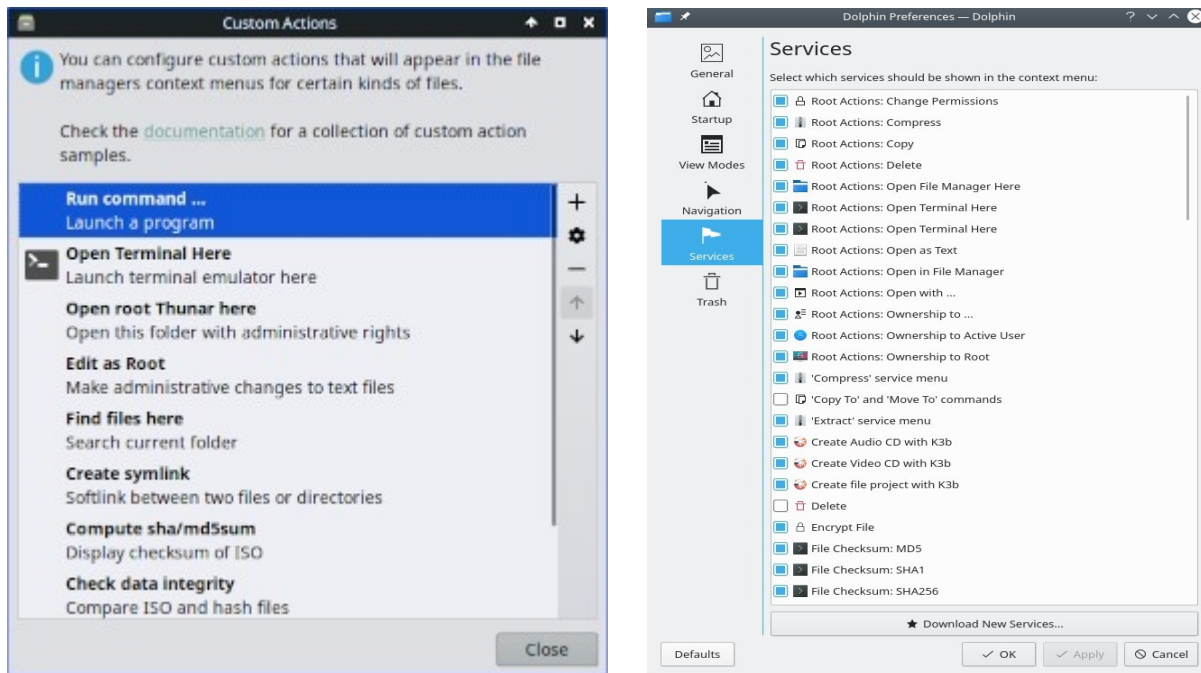 Custom Actions
You can configure custom actions that will appear in the file
managers context menus for certain kinds of files.
Check the documentation for a collection of custom action
samples.
Run command ...
Launch a program
Open Terminal Here
Launch terminal emulator here
Open root Thunar here
Open this folder with administrative rights
Edit as Root
Make administrative changes to text files
Find files here
Search current folder
Create symlink
Softlink between two files or directories
Compute sha/md5sum
Display checksum of ISO
Check data integrity
Compare ISO and hash files
Close
Dolphin Preferences — Dolphin
General
Startup
View Modes
Navigation
Services
Trash
Services
Select which services should be shown in the context menu:
Root Actions: Change Permissions
Root Actions: Compress
Root Actions: Copy
Root Actions: Delete
Root Actions: Open File Manager Here
Root Actions: Open Terminal Here
Root Actions: Open Terminal Here
Root Actions: Open as Text
Root Actions: Open in File Manager
Root Actions: Open with ...
Root Actions: Ownership to ...
Root Actions: Ownership to Active User
Root Actions: Ownership to Root
'Compress' service menu
'Copy To' and 'Move To' commands
'Extract' service menu
Create Audio CD with K3b
Create Video CD with K3b
Create file project with K3b
Delete
Encrypt File
File Checksum: MD5
File Checksum: SHA1
File Checksum: SHA256
Download New Services...
Defaults
OK
Apply
Cancel